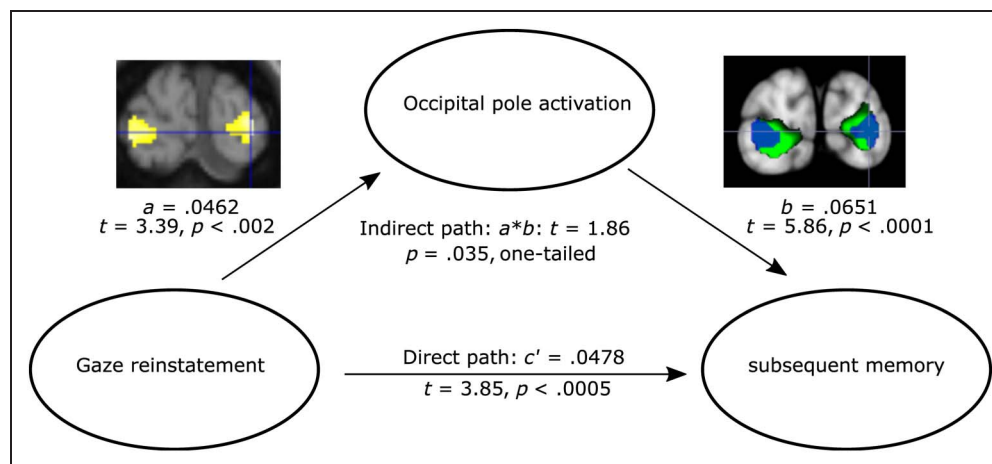 Occipital pole activation
a = .0462
t = 3.39, p < .002
b = .0651
t = 5.86, p < .0001
Indirect path: a*b: t = 1.86
p = .035, one-tailed
Gaze reinstatement
Direct path: c' = .0478
t = 3.85, p < .0005
subsequent memory